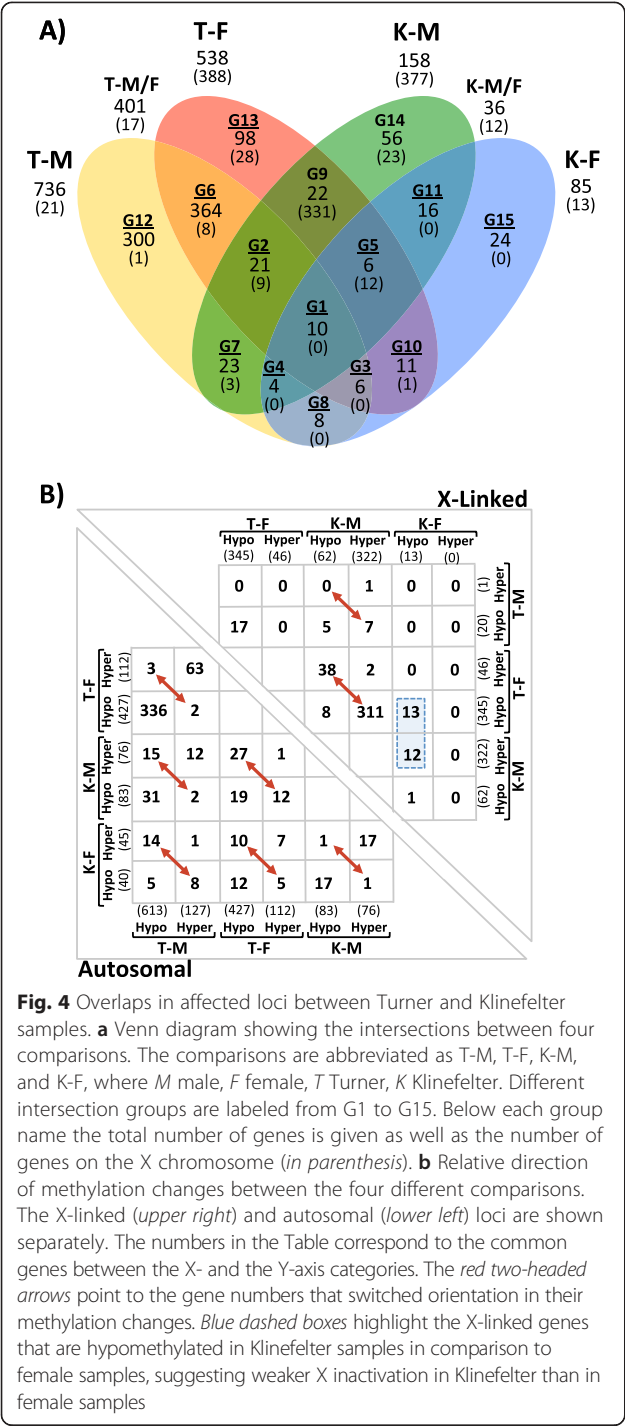 A)
T-F
538
(388)
K-M
158
(377)
T-M/F
401
(17)
K-M/F
36
(12)
T-M
736
(21)
K-F
85
(13)
G13
98
(28)
G14
56
(23)
G9
22
(331)
G6
364
(8)
G11
16
(0)
G12
300
(1)
G15
24
(0)
G2
21
(9)
G5
6
(12)
G1
10
(0)
G7
23
(3)
G4
4
(0)
G3
6
(0)
G10
11
(1)
G8
8
(0)
B)
X-Linked
T-F K-M K-F
Hypo Hyper Hypo Hyper Hypo Hyper
(345) (46) (62) (322) (13) (0)
0 0 0 1 0 0 (1) Hyper
17 0 5 7 0 0 (20) Hypo
T-M
38 2 0 0 (46) Hyper
8 311 13 0 (345) Hypo
T-F
12 0 (322) Hyper
1 0 (62) Hypo
K-M
T-F
Hyper (112) 3 63
Hypo (427) 336 2
K-M
Hyper (76) 15 12 27 1
Hypo (83) 31 2 19 12
K-F
Hyper (45) 14 1 10 7 1 17
Hypo (40) 5 8 12 5 17 1
(613) (127) (427) (112) (83) (76)
Hypo Hyper Hypo Hyper Hypo Hyper
T-M T-F K-M
Autosomal
Fig. 4 Overlaps in affected loci between Turner and Klinefelter
samples. a Venn diagram showing the intersections between four
comparisons. The comparisons are abbreviated as T-M, T-F, K-M,
and K-F, where M male, F female, T Turner, K Klinefelter. Different
intersection groups are labeled from G1 to G15. Below each group
name the total number of genes is given as well as the number of
genes on the X chromosome (in parenthesis). b Relative direction
of methylation changes between the four different comparisons.
The X-linked (upper right) and autosomal (lower left) loci are shown
separately. The numbers in the Table correspond to the common
genes between the X- and the Y-axis categories. The red two-headed
arrows point to the gene numbers that switched orientation in their
methylation changes. Blue dashed boxes highlight the X-linked genes
that are hypomethylated in Klinefelter samples in comparison to
female samples, suggesting weaker X inactivation in Klinefelter than in
female samples